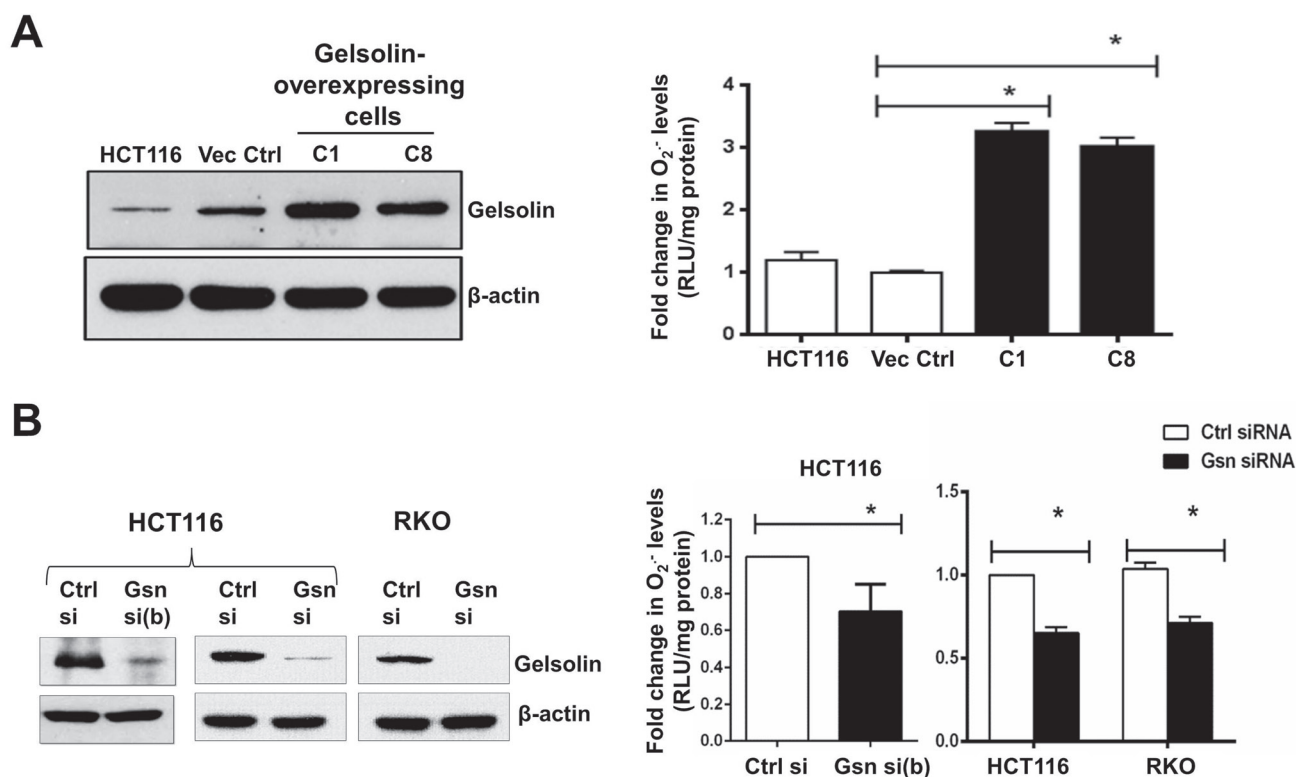 A
Gelsolin-
overexpressing
cells
HCT116 Vec Ctrl C1 C8
Gelsolin
β-actin
Fold change in O₂·⁻ levels
(RLU/mg protein)
4
3
2
1
0
*
*
HCT116 Vec Ctrl C1 C8
B
HCT116 RKO
Ctrl si Gsn si(b) Ctrl si Gsn si Ctrl si Gsn si
Gelsolin
β-actin
Fold change in O₂·⁻ levels
(RLU/mg protein)
HCT116
1.2
1.0
0.8
0.6
0.4
0.2
0.0
*
Ctrl si Gsn si(b)
Ctrl siRNA
Gsn siRNA
1.5
1.0
0.5
0.0
*
*
HCT116 RKO